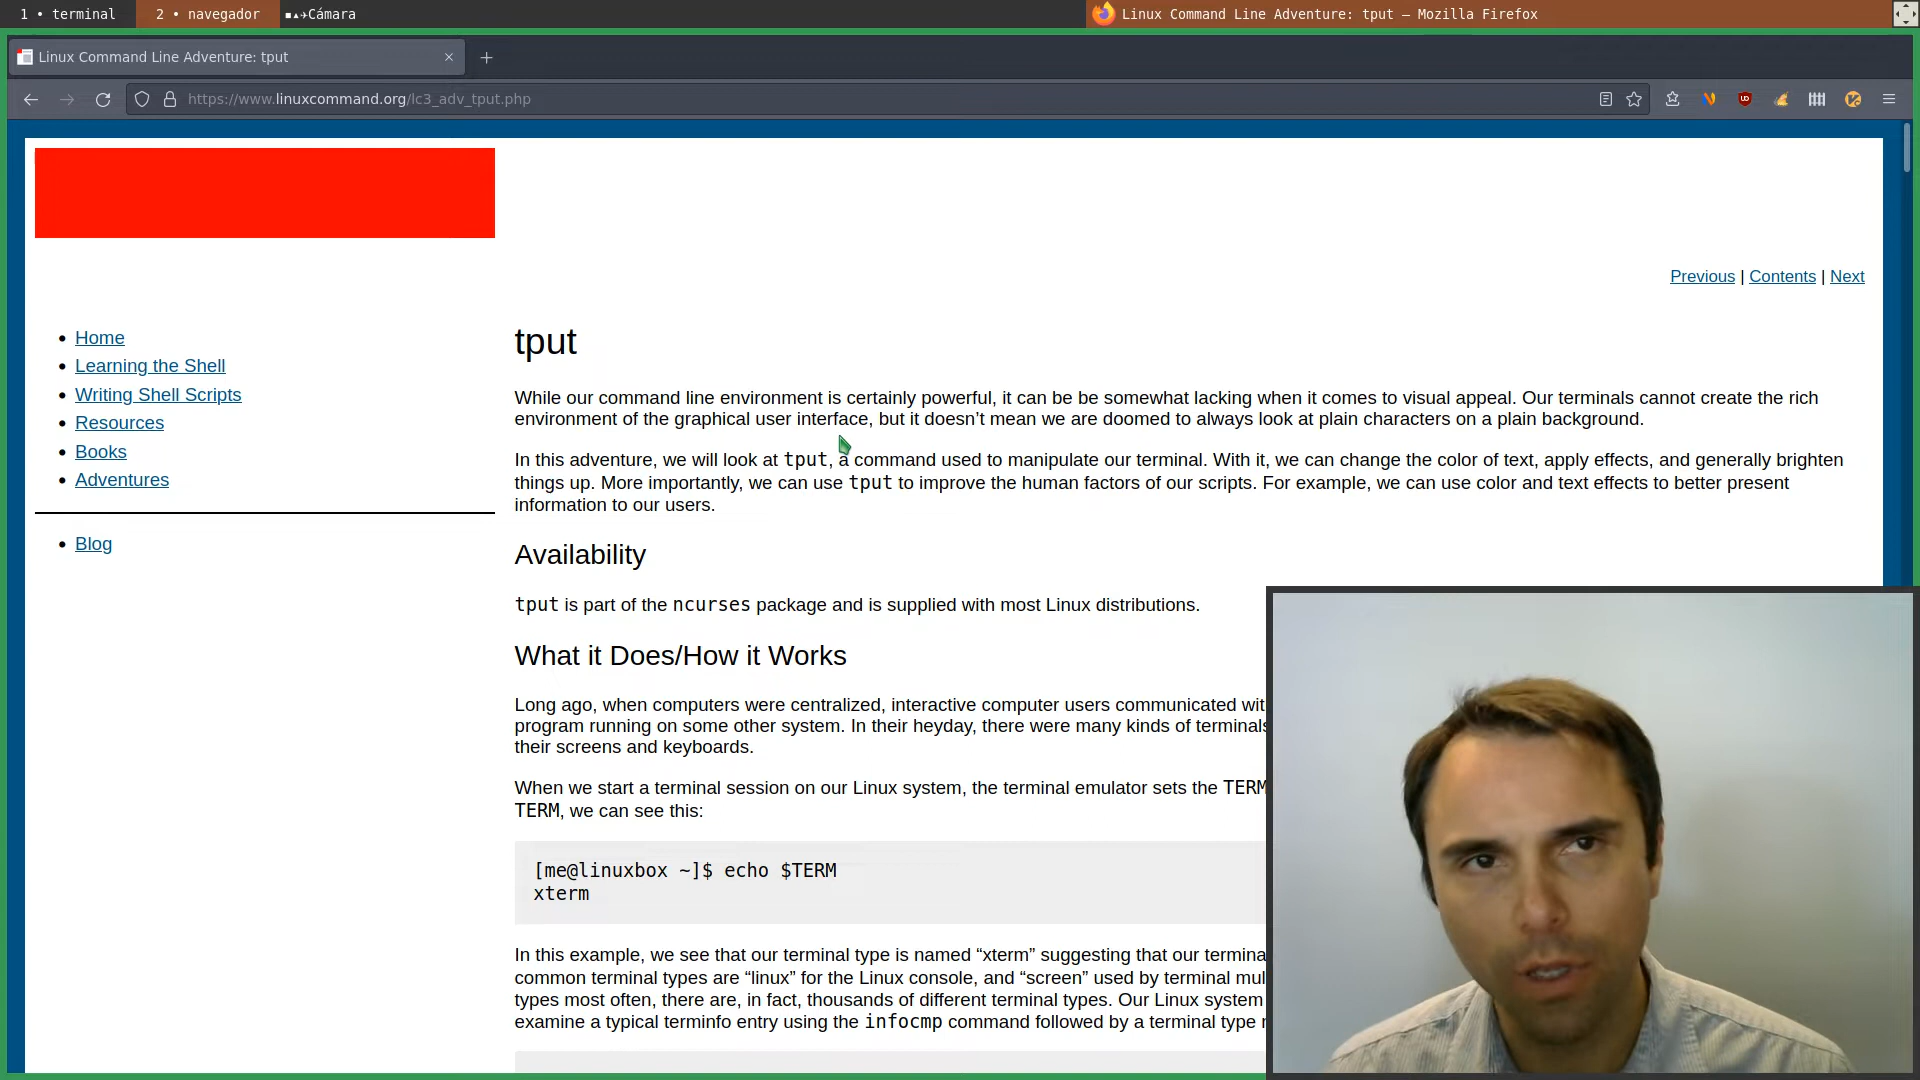 1 • terminal
2 • navegador
Cámara
Linux Command Line Adventure: tput — Mozilla Firefox
Linux Command Line Adventure: tput
https://www.linuxcommand.org/lc3_adv_tput.php
Previous | Contents | Next
• Home
• Learning the Shell
• Writing Shell Scripts
• Resources
• Books
• Adventures
• Blog
tput
While our command line environment is certainly powerful, it can be be somewhat lacking when it comes to visual appeal. Our terminals cannot create the rich
environment of the graphical user interface, but it doesn’t mean we are doomed to always look at plain characters on a plain background.
In this adventure, we will look at tput, a command used to manipulate our terminal. With it, we can change the color of text, apply effects, and generally brighten
things up. More importantly, we can use tput to improve the human factors of our scripts. For example, we can use color and text effects to better present
information to our users.
Availability
tput is part of the ncurses package and is supplied with most Linux distributions.
What it Does/How it Works
Long ago, when computers were centralized, interactive computer users communicated wit
program running on some other system. In their heyday, there were many kinds of terminals
their screens and keyboards.
When we start a terminal session on our Linux system, the terminal emulator sets the TERM
TERM, we can see this:
[me@linuxbox ~]$ echo $TERM
xterm
In this example, we see that our terminal type is named “xterm” suggesting that our termina
common terminal types are “linux” for the Linux console, and “screen” used by terminal mul
types most often, there are, in fact, thousands of different terminal types. Our Linux system
examine a typical terminfo entry using the infocmp command followed by a terminal type